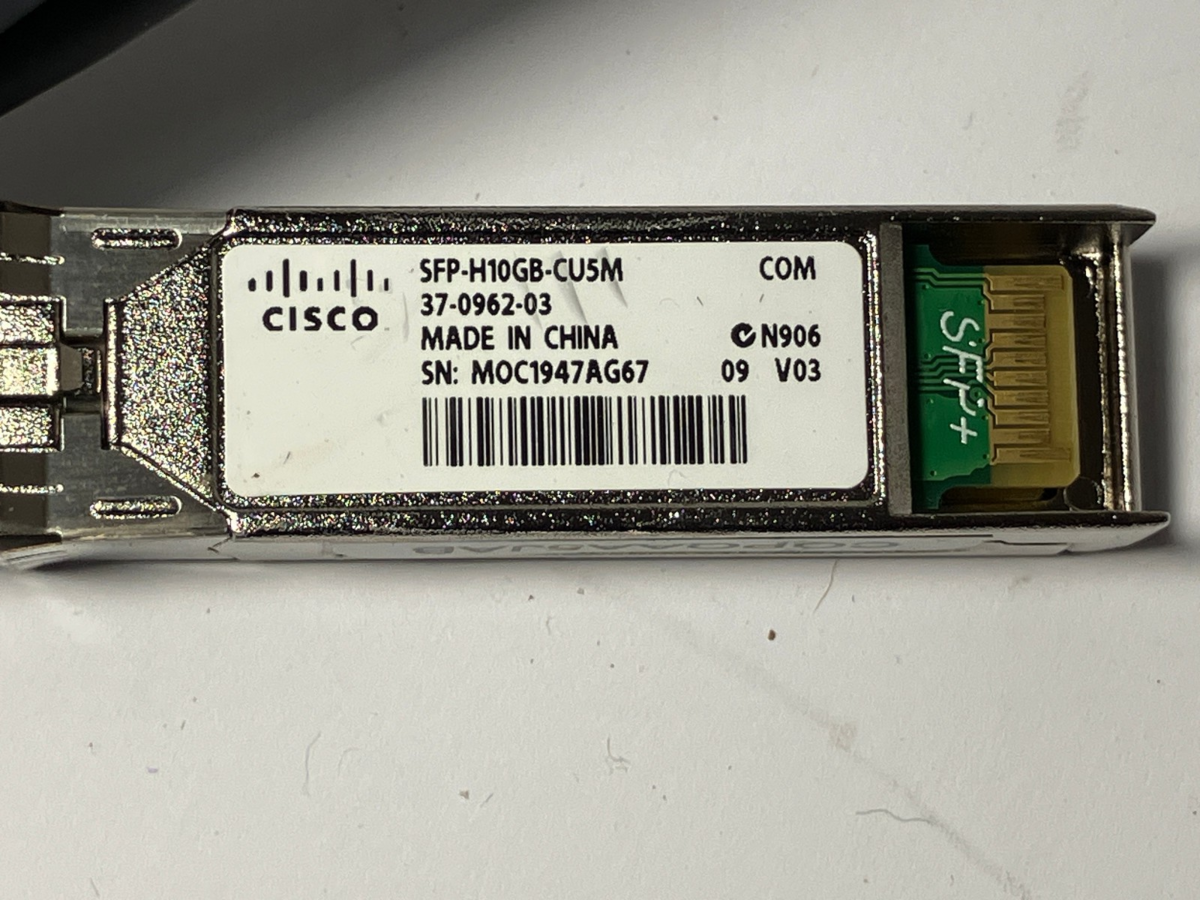 CISCO
SFP-H10GB-CU5M COM
37-0962-03
MADE IN CHINA N906
SN: MOC1947AG67 09 V03
SFP+